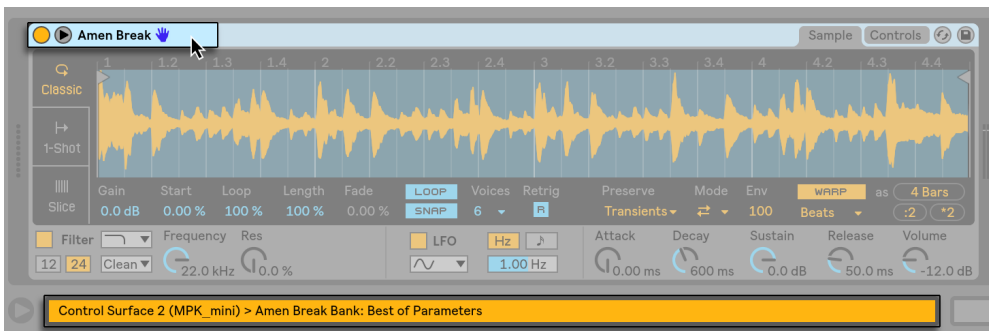 Amen Break
Sample Controls
1 1.2 1.3 1.4 2 2.2 2.3 2.4 3 3.2 3.3 3.4 4 4.2 4.3 4.4
Classic
1-Shot
Slice
Gain Start Loop Length Fade LOOP Voices Retrig Preserve Mode Env WARP as 4 Bars
0.0 dB 0.00 % 100 % 100 % 0.00 % SNAP 6 R Transients 100 Beats :2 *2
Filter Frequency Res LFO Hz Attack Decay Sustain Release Volume
12 24 Clean 22.0 kHz 0.0 % 1.00 Hz 0.00 ms 600 ms 0.0 dB 50.0 ms -12.0 dB
Control Surface 2 (MPK_mini) > Amen Break Bank: Best of Parameters